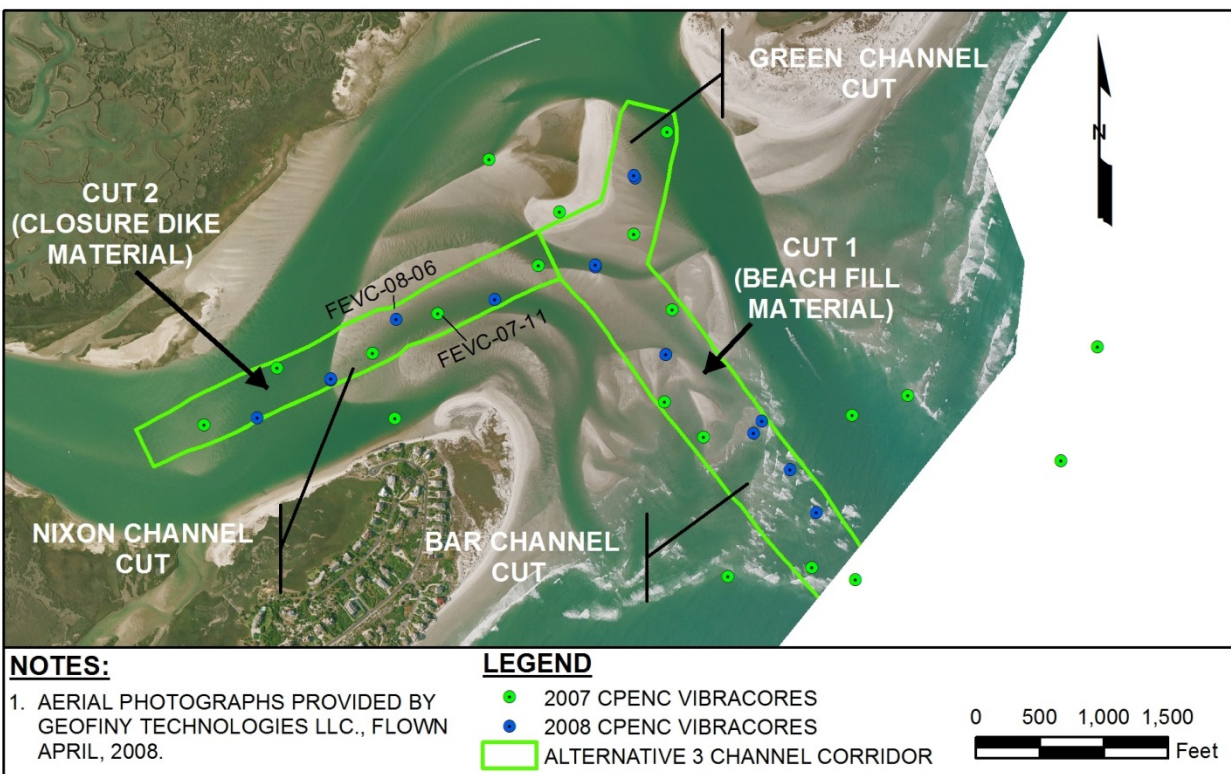 GREEN CHANNEL
CUT
N
CUT 2
(CLOSURE DIKE
MATERIAL)
CUT 1
(BEACH FILL
MATERIAL)
FEVC-08-06
FEVC-07-11
NIXON CHANNEL
CUT
BAR CHANNEL
CUT
NOTES:
1. AERIAL PHOTOGRAPHS PROVIDED BY
GEOFINY TECHNOLOGIES LLC., FLOWN
APRIL, 2008.
LEGEND
2007 CPENC VIBRACORES
2008 CPENC VIBRACORES
ALTERNATIVE 3 CHANNEL CORRIDOR
0 500 1,000 1,500
Feet